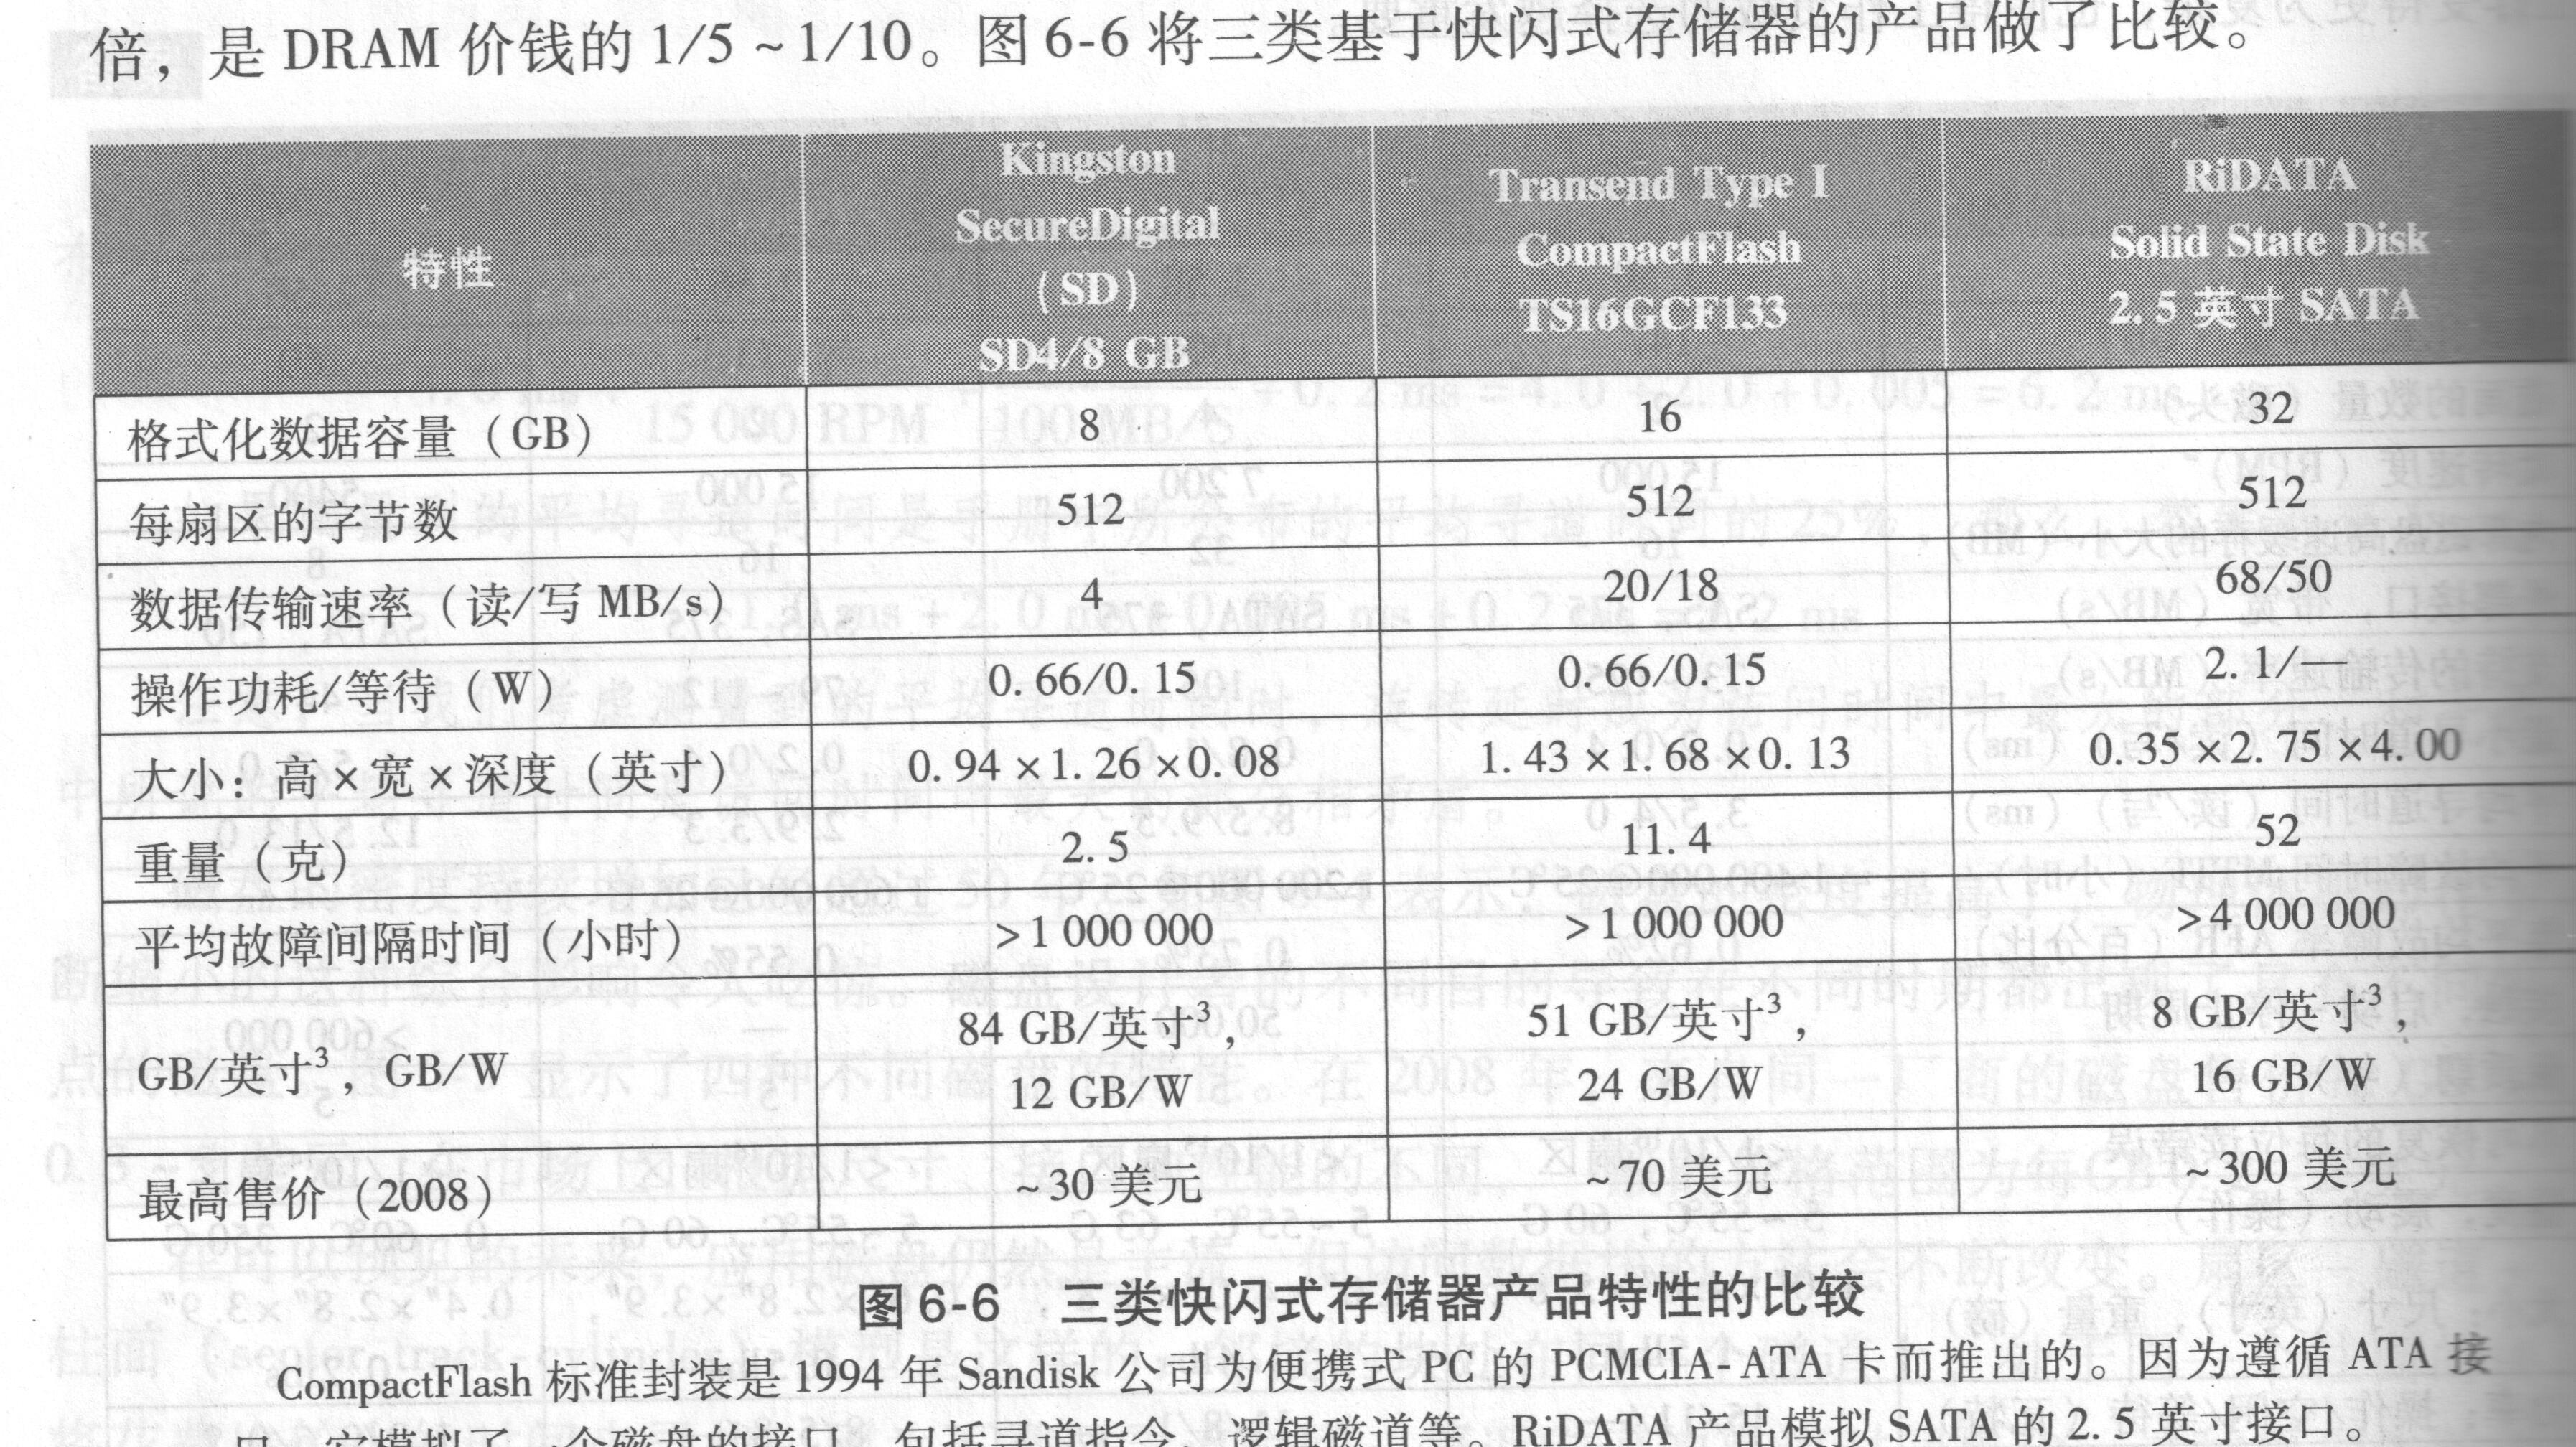 倍，是 DRAM 价钱的 1/5 ~ 1/10。图 6-6 将三类基于快闪式存储器的产品做了比较。
特性
Kingston
SecureDigital
(SD)
SD4/8 GB
Transend Type I
CompactFlash
TS16GCF133
RiDATA
Solid State Disk
2.5 英寸 SATA
格式化数据容量（GB） 8 16 32
每扇区的字节数 512 512 512
数据传输速率（读/写 MB/s） 4 20/18 68/50
操作功耗/等待（W） 0.66/0.15 0.66/0.15 2.1/—
大小：高×宽×深度（英寸） 0.94×1.26×0.08 1.43×1.68×0.13 0.35×2.75×4.00
重量（克） 2.5 11.4 52
平均故障间隔时间（小时） >1 000 000 >1 000 000 >4 000 000
GB/英寸³，GB/W
84 GB/英寸³，
12 GB/W
51 GB/英寸³，
24 GB/W
8 GB/英寸³，
16 GB/W
最高售价（2008） ~30 美元 ~70 美元 ~300 美元
图 6-6 三类快闪式存储器产品特性的比较
CompactFlash 标准封装是 1994 年 Sandisk 公司为便携式 PC 的 PCMCIA-ATA 卡而推出的。因为遵循 ATA 接
口，它模拟了一个磁盘的接口，包括寻道指令、逻辑磁道等。RiDATA 产品模拟 SATA 的 2.5 英寸接口。